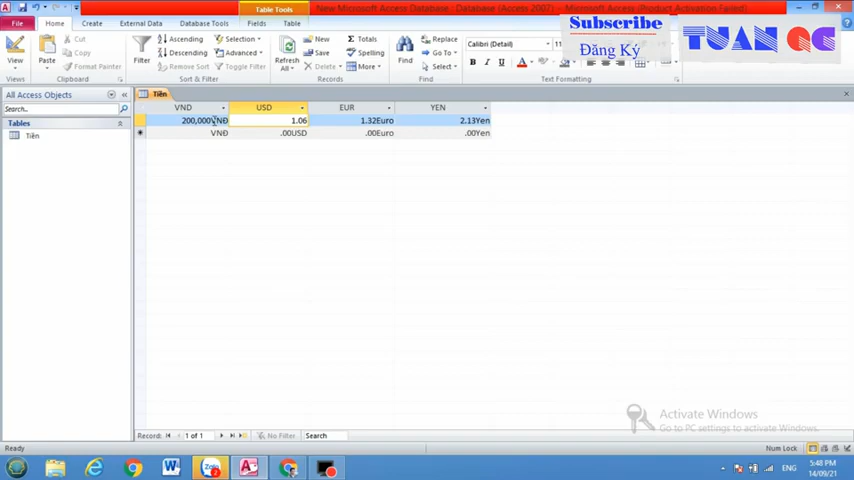 Table Tools
New Microsoft Access Database : Database (Access 2007) - Microsoft Access (Product Activation Failed)
File Home Create External Data Database Tools Fields Table
View
Paste
Cut
Copy
Format Painter
Filter
Ascending
Descending
Remove Sort
Selection
Advanced
Toggle Filter
Refresh All
New
Save
Delete
Totals
Spelling
More
Find
Replace
Go To
Select
Calibri (Detail)
B I U
Subscribe
Đăng Ký
TUAN QG
Views Clipboard Sort & Filter Records Find Text Formatting
All Access Objects
Search..
Tables
Tiền
Tiền
VND USD EUR YEN
200,000VNĐ 1.06 1.32Euro 2.13Yen
VNĐ .00USD .00Euro .00Yen
Activate Windows
Go to PC settings to activate Windows.
Record: 1 of 1 No Filter Search
Ready Num Lock
Zalo
ENG
5:48 PM
14/09/21